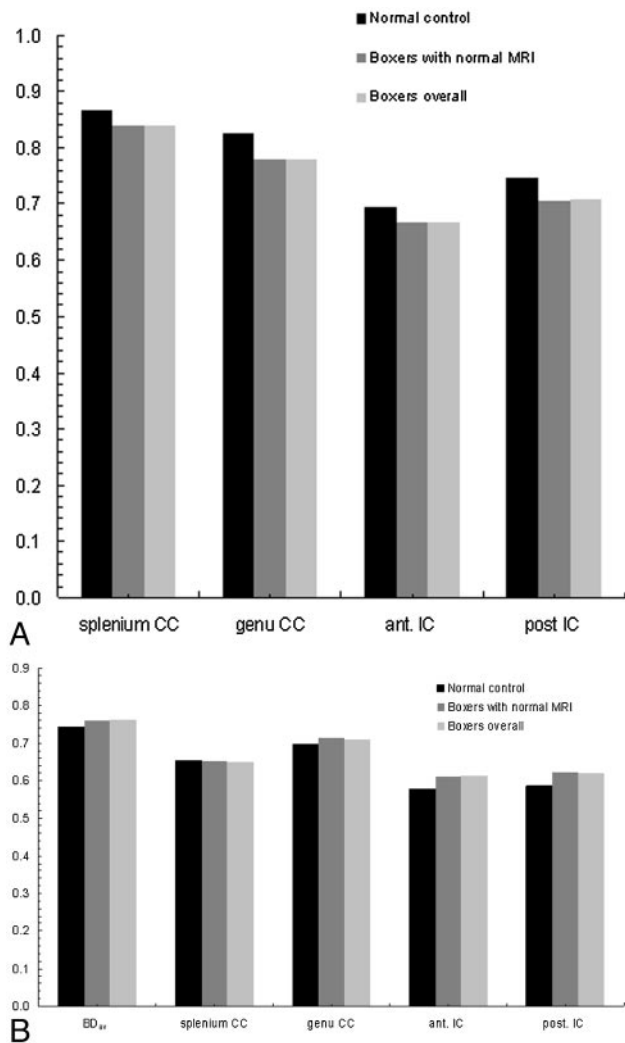 Normal control
Boxers with normal MRI
Boxers overall
1.0
0.9
0.8
0.7
0.6
0.5
0.4
0.3
0.2
0.1
0.0
splenium CC genu CC ant. IC post IC
A
0.9
Normal control
Boxers with normal MRI
0.8
Boxers overall
0.7
0.6
0.5
0.4
0.3
0.2
0.1
0.0
BDav splenium CC genu CC ant. IC post. IC
B